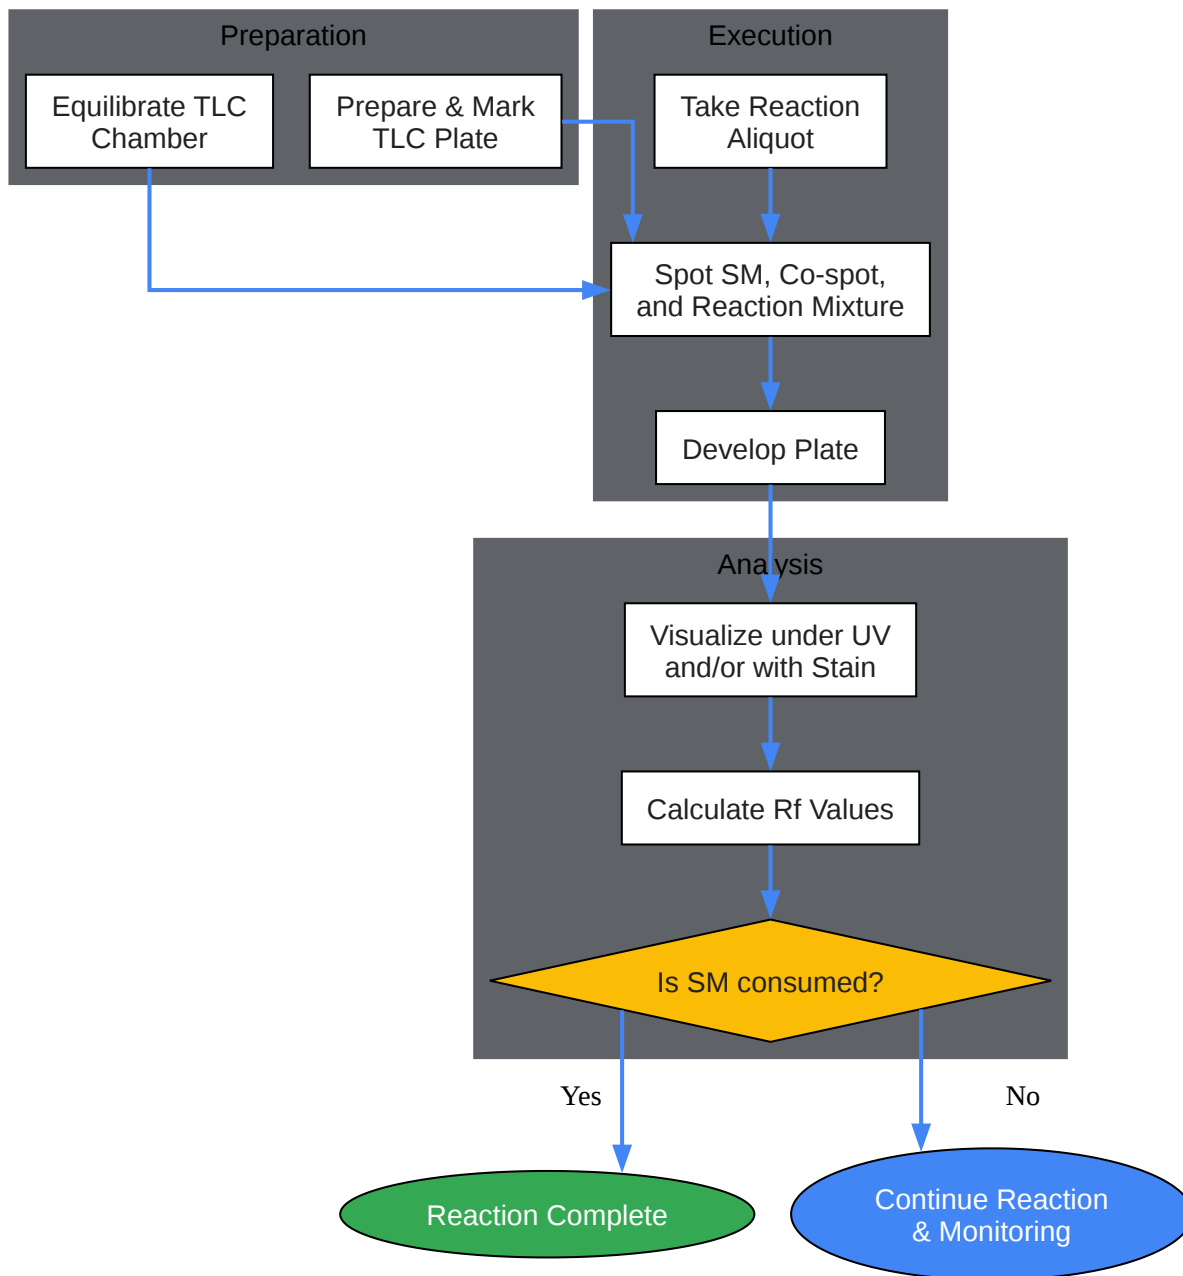 Preparation
Equilibrate TLC
Chamber
Prepare & Mark
TLC Plate
Execution
Take Reaction
Aliquot
Spot SM, Co-spot,
and Reaction Mixture
Develop Plate
Analysis
Visualize under UV
and/or with Stain
Calculate Rf Values
Is SM consumed?
Yes
No
Reaction Complete
Continue Reaction
& Monitoring